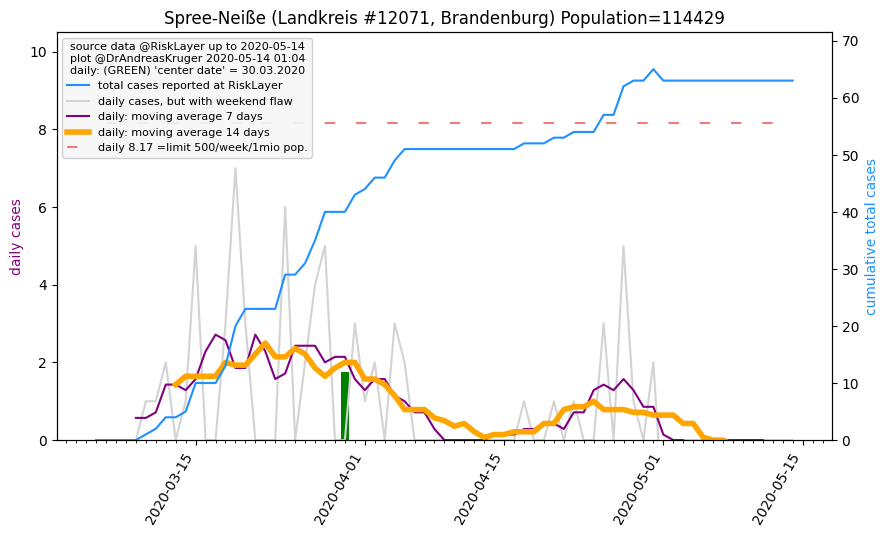 Spree-Neiße (Landkreis #12071, Brandenburg) Population=114429
source data @RiskLayer up to 2020-05-14
plot @DrAndreasKruger 2020-05-14 01:04
daily: (GREEN) 'center date' = 30.03.2020
total cases reported at RiskLayer
daily cases, but with weekend flaw
daily: moving average 7 days
daily: moving average 14 days
daily 8.17 =limit 500/week/1mio pop.
daily cases
10
8
6
4
2
0
cumulative total cases
70
60
50
40
30
20
10
0
2020-03-15
2020-04-01
2020-04-15
2020-05-01
2020-05-15